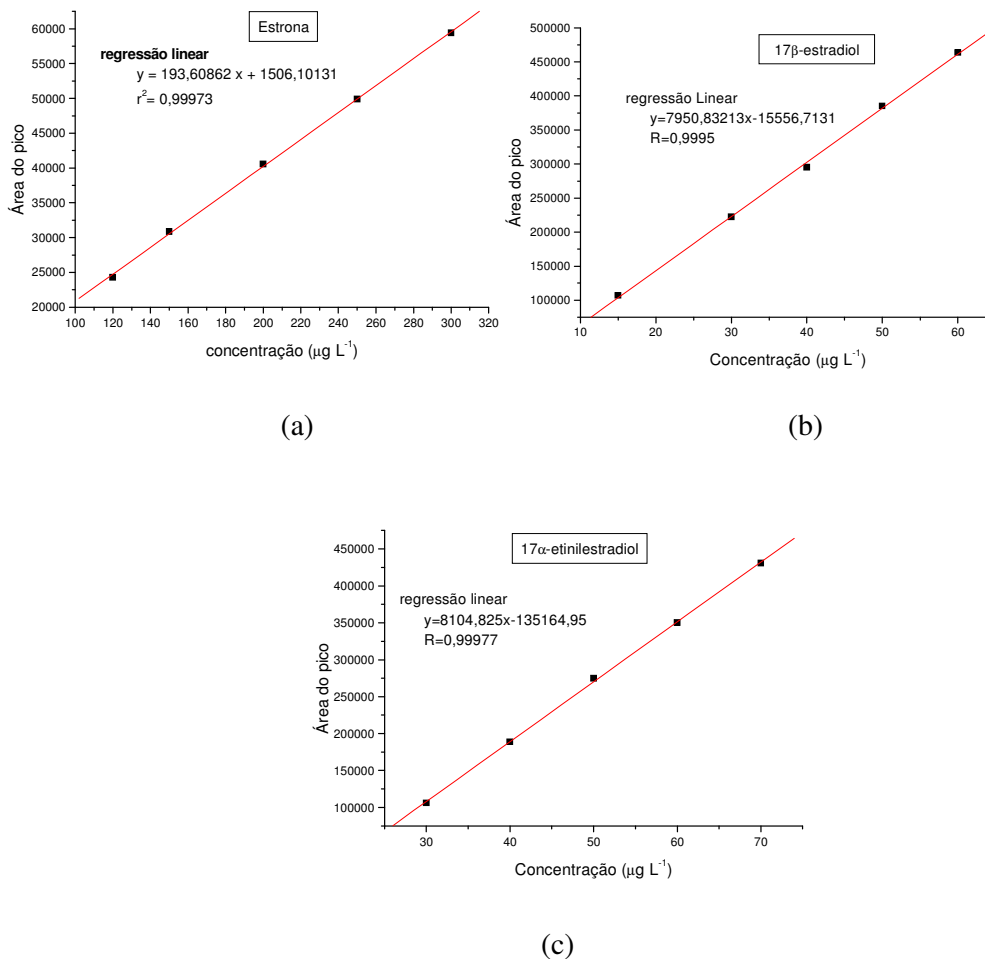 Estrona
regressão linear
y = 193,60862 x + 1506,10131
r²= 0,99973
Área do pico
60000
55000
50000
45000
40000
35000
30000
25000
20000
100 120 140 160 180 200 220 240 260 280 300 320
concentração (μg L⁻¹)
(a)
17β-estradiol
regressão Linear
y=7950,83213x-15556,7131
R=0,9995
Área do pico
500000
450000
400000
350000
300000
250000
200000
150000
100000
10 20 30 40 50 60
Concentração (μg L⁻¹)
(b)
17α-etinilestradiol
regressão linear
y=8104,825x-135164,95
R=0,99977
Área do pico
450000
400000
350000
300000
250000
200000
150000
100000
30 40 50 60 70
Concentração (μg L⁻¹)
(c)